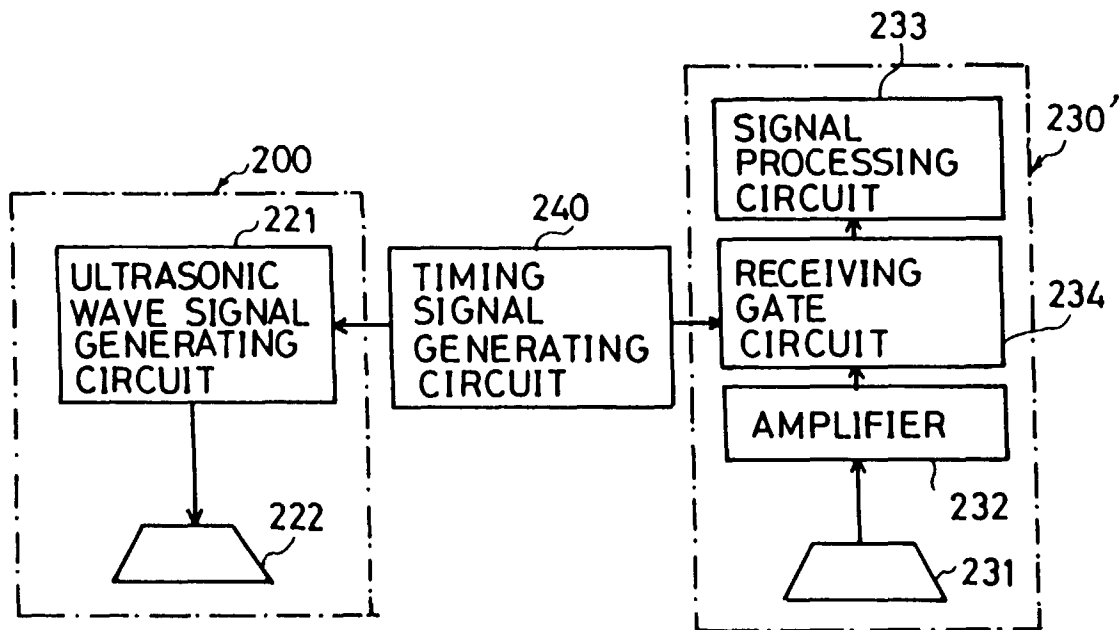 200
221
ULTRASONIC
WAVE SIGNAL
GENERATING
CIRCUIT
222
240
TIMING
SIGNAL
GENERATING
CIRCUIT
233
230'
SIGNAL
PROCESSING
CIRCUIT
RECEIVING
GATE
CIRCUIT
234
AMPLIFIER
232
231